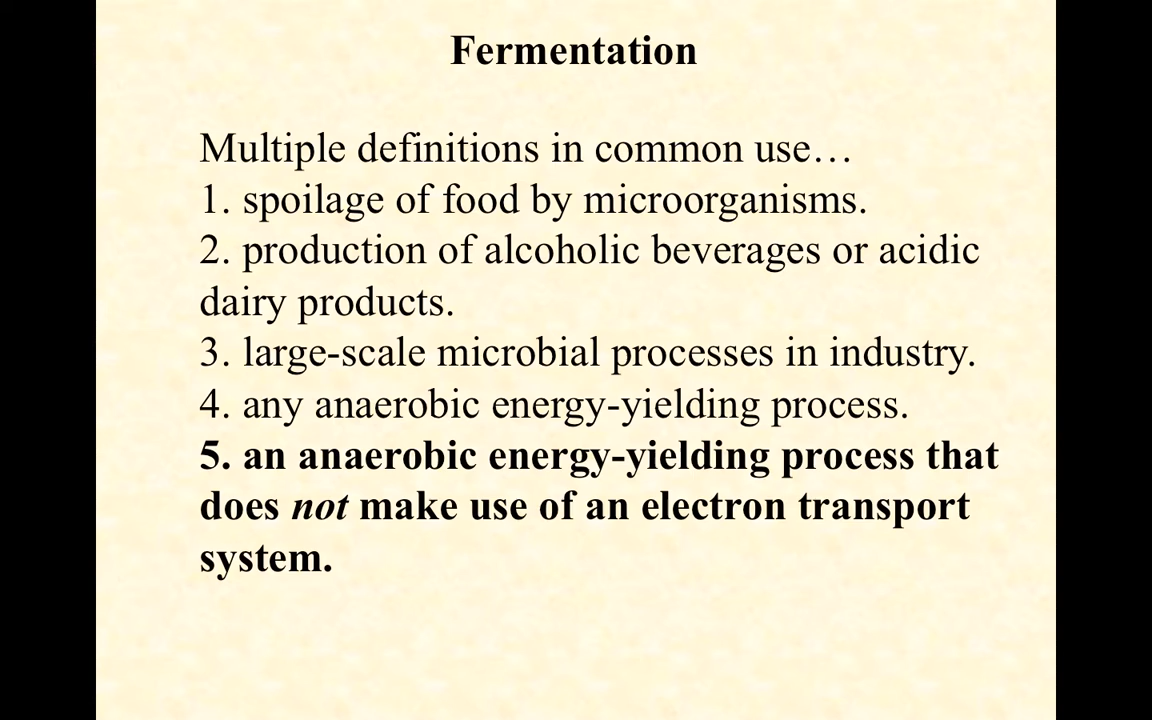 Fermentation
Multiple definitions in common use…
1. spoilage of food by microorganisms.
2. production of alcoholic beverages or acidic
dairy products.
3. large-scale microbial processes in industry.
4. any anaerobic energy-yielding process.
5. an anaerobic energy-yielding process that
does not make use of an electron transport
system.